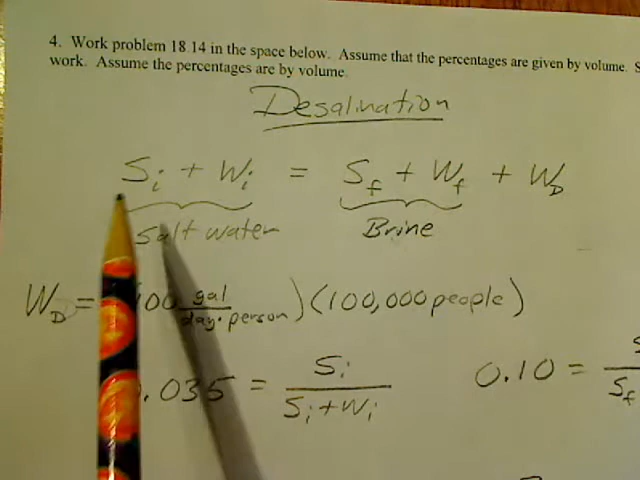 4. Work problem 18 14 in the space below. Assume that the percentages are given by volume. S
work. Assume the percentages are by volume.
Desalination
Si + Wi = Sf + Wf + WD
Salt water Brine
WD = 100 gal/day·person) (100,000 people)
.035 = Si/Si+Wi 0.10 = S/Sf